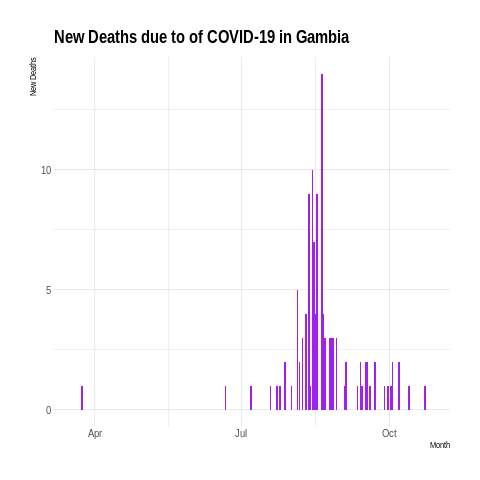 New Deaths due to of COVID-19 in Gambia
New Deaths
10
5
0
Apr
Jul
Oct
Month